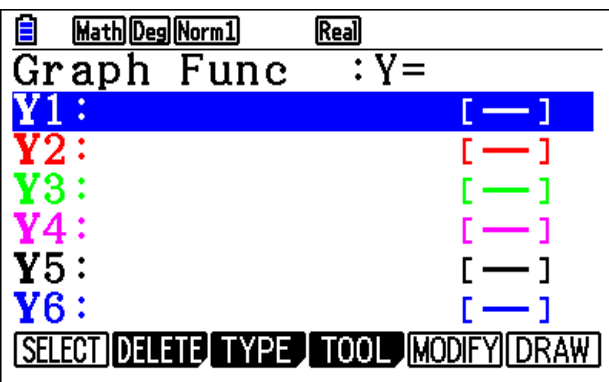 Math Deg Norm1 Real
Graph Func :Y=
Y1: [—]
Y2: [—]
Y3: [—]
Y4: [—]
Y5: [—]
Y6: [—]
SELECT DELETE TYPE TOOL MODIFY DRAW